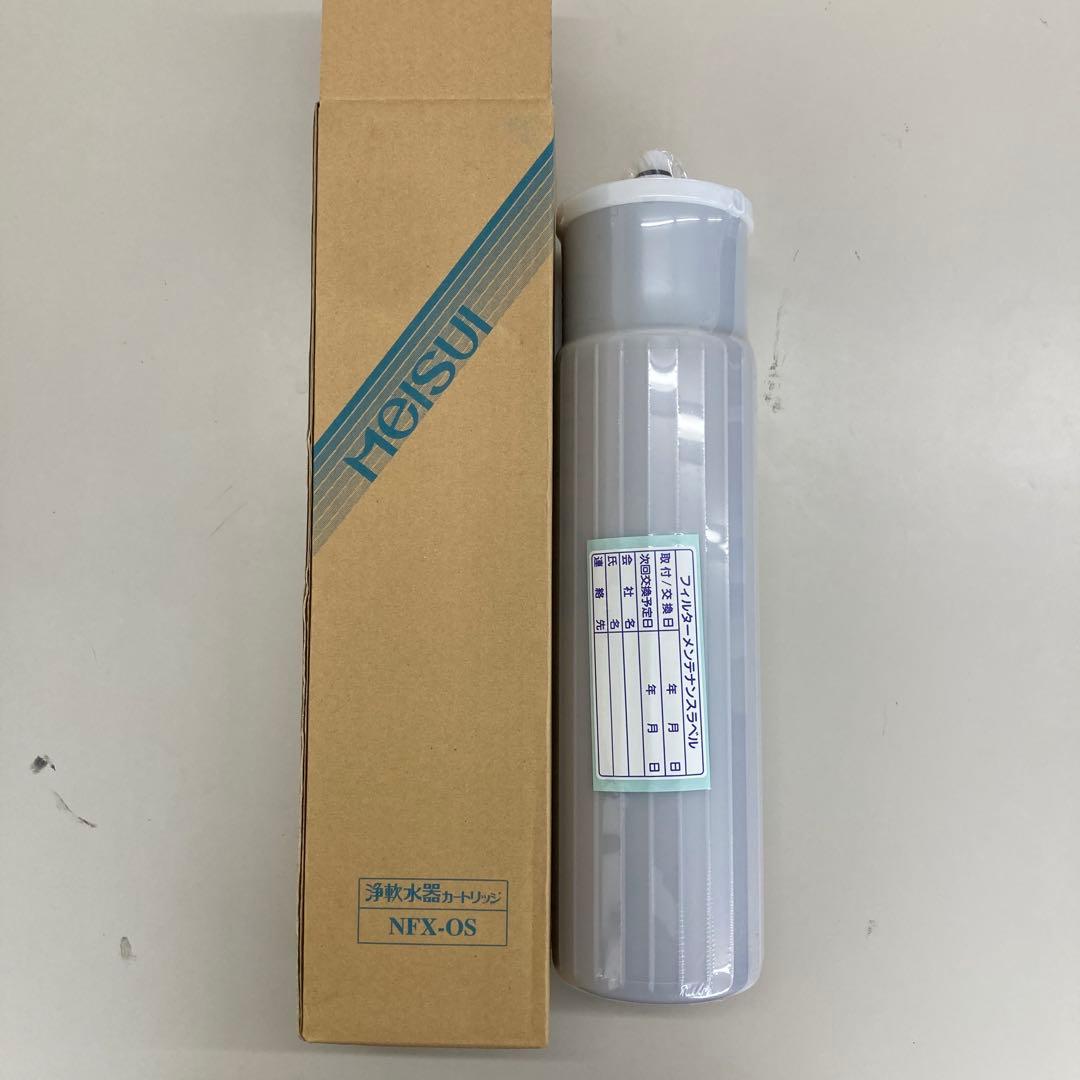 MEISUI
浄軟水器カートリッジ
NFX-OS
フィルターメンテナンスラベル
取付/交換日 年 月 日
次回交換予定日 年 月 日
会社名
氏名
連絡先